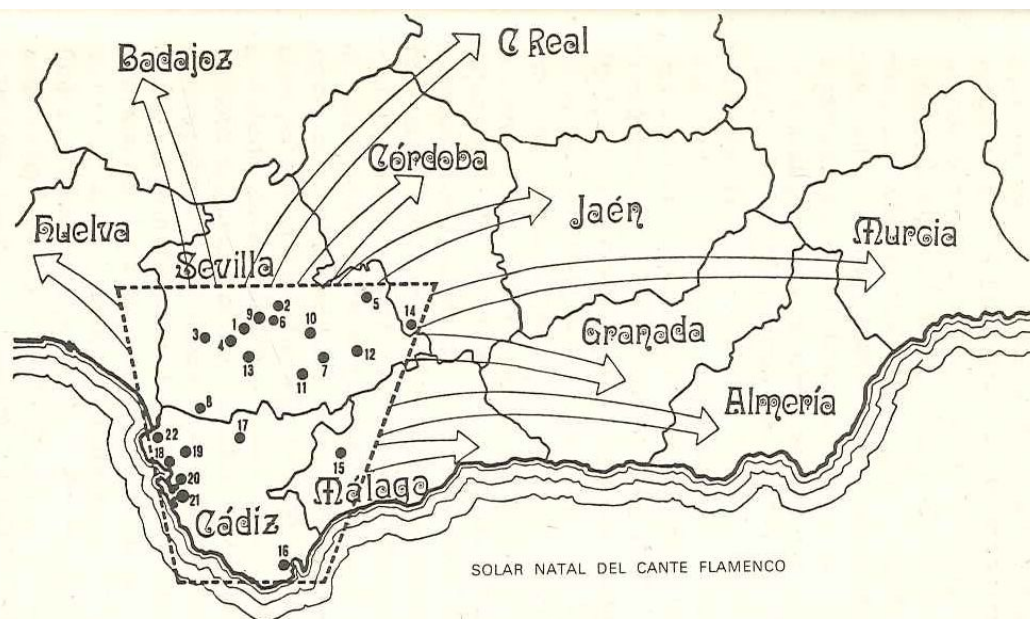 Badajoz
C Real
Córdoba
Huelva
Sevilla
Jaén
Murcia
Granada
Almería
Málaga
Cádiz
2
5
9
6
14
1
10
3
4
13
7
12
11
8
22
17
18
19
15
20
21
16
SOLAR NATAL DEL CANTE FLAMENCO